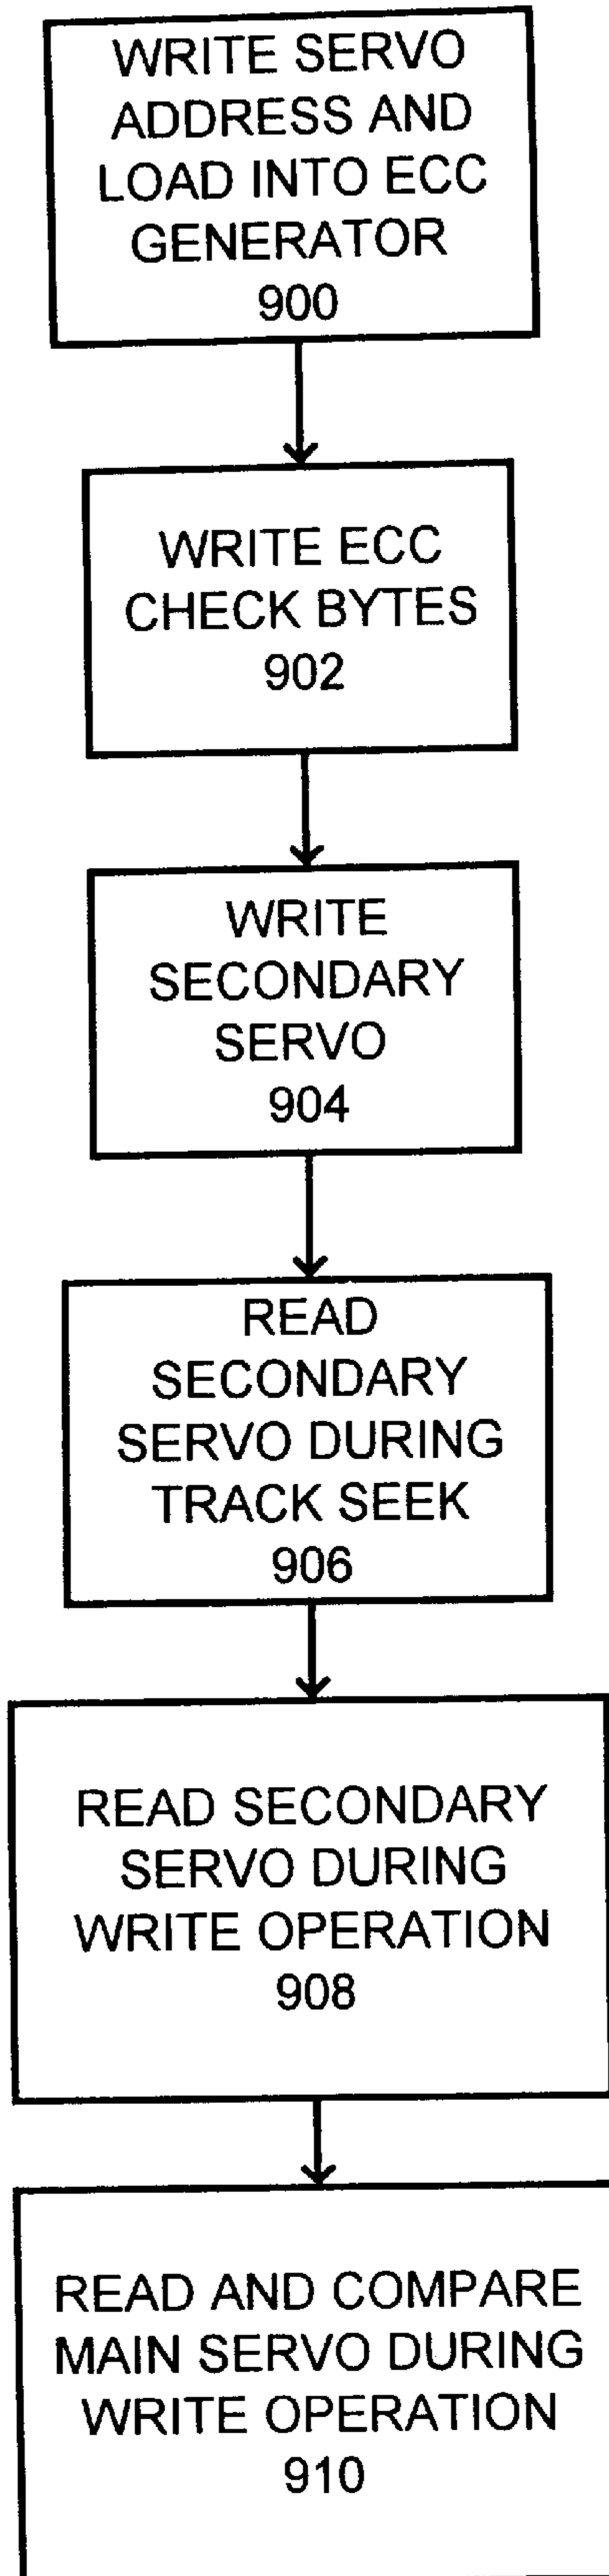 WRITE SERVO
ADDRESS AND
LOAD INTO ECC
GENERATOR
900
WRITE ECC
CHECK BYTES
902
WRITE
SECONDARY
SERVO
904
READ
SECONDARY
SERVO DURING
TRACK SEEK
906
READ SECONDARY
SERVO DURING
WRITE OPERATION
908
READ AND COMPARE
MAIN SERVO DURING
WRITE OPERATION
910